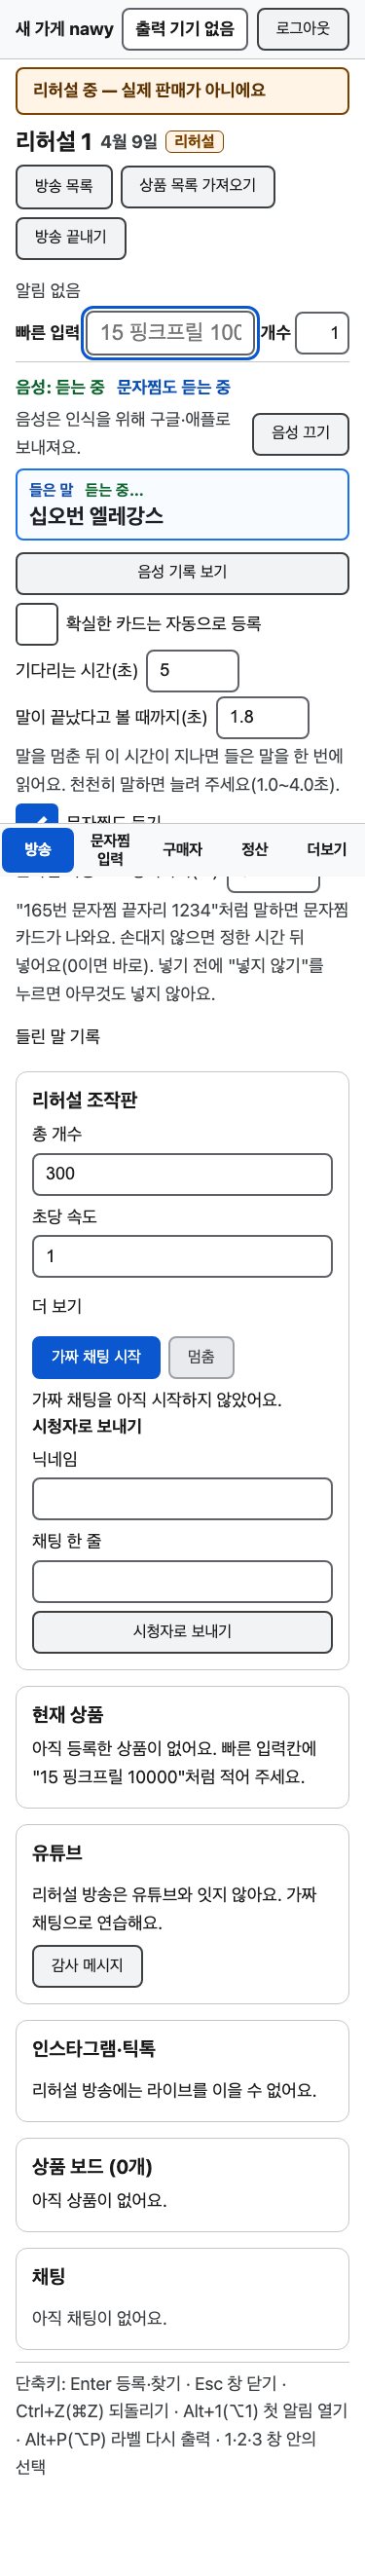 새 가게 nawy 출력 기기 없음 로그아웃
리허설 중 — 실제 판매가 아니에요
리허설 1 4월 9일 리허설
방송 목록 상품 목록 가져오기
방송 끝내기
알림 없음
빠른 입력 15 핑크프릴 100 개수 1
음성: 듣는 중 문자찜도 듣는 중
음성은 인식을 위해 구글·애플로
보내져요.
음성 끄기
들은 말 듣는 중…
십오번 엘레강스
음성 기록 보기
확실한 카드는 자동으로 등록
기다리는 시간(초) 5
말이 끝났다고 볼 때까지(초) 1.8
말을 멈춘 뒤 이 시간이 지나면 들은 말을 한 번에
읽어요. 천천히 말하면 늘려 주세요(1.0~4.0초).
방송 문자찜 입력 구매자 정산 더보기
"165번 문자찜 끝자리 1234"처럼 말하면 문자찜
카드가 나와요. 손대지 않으면 정한 시간 뒤
넣어요(0이면 바로). 넣기 전에 "넣지 않기"를
누르면 아무것도 넣지 않아요.
들린 말 기록
리허설 조작판
총 개수
300
초당 속도
1
더 보기
가짜 채팅 시작 멈춤
가짜 채팅을 아직 시작하지 않았어요.
시청자로 보내기
닉네임
채팅 한 줄
시청자로 보내기
현재 상품
아직 등록한 상품이 없어요. 빠른 입력칸에
"15 핑크프릴 10000"처럼 적어 주세요.
유튜브
리허설 방송은 유튜브와 잇지 않아요. 가짜
채팅으로 연습해요.
감사 메시지
인스타그램·틱톡
리허설 방송에는 라이브를 이을 수 없어요.
상품 보드 (0개)
아직 상품이 없어요.
채팅
아직 채팅이 없어요.
단축키: Enter 등록·찾기 · Esc 창 닫기 ·
Ctrl+Z(⌘Z) 되돌리기 · Alt+1(⌥1) 첫 알림 열기
· Alt+P(⌥P) 라벨 다시 출력 · 1·2·3 창 안의
선택